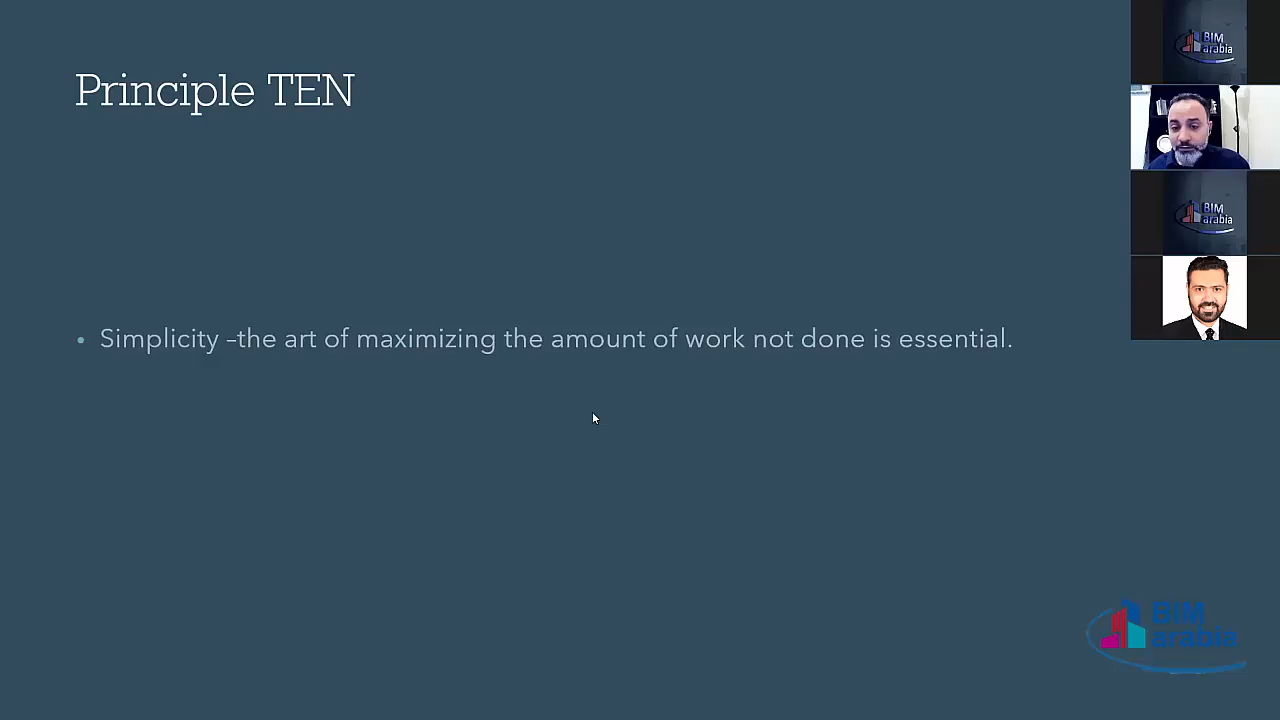 Principle TEN
• Simplicity –the art of maximizing the amount of work not done is essential.
BIM
arabia
BIM
arabia
BIM
arabia